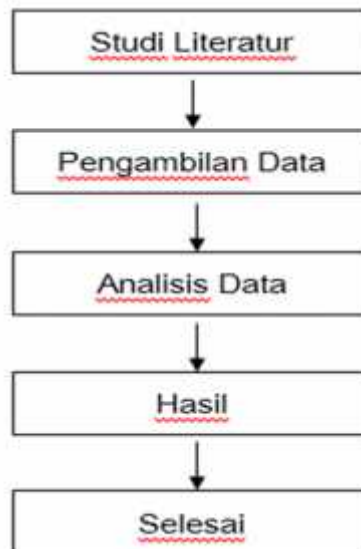 Studi Literatur
Pengambilan Data
Analisis Data
Hasil
Selesai